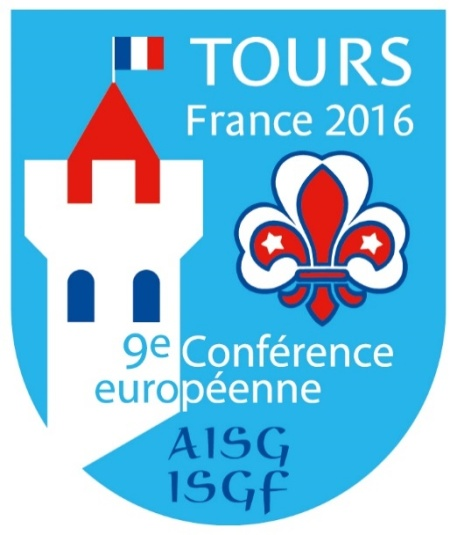 TOURS
France 2016
9e Conférence
européenne
AISG
ISGF